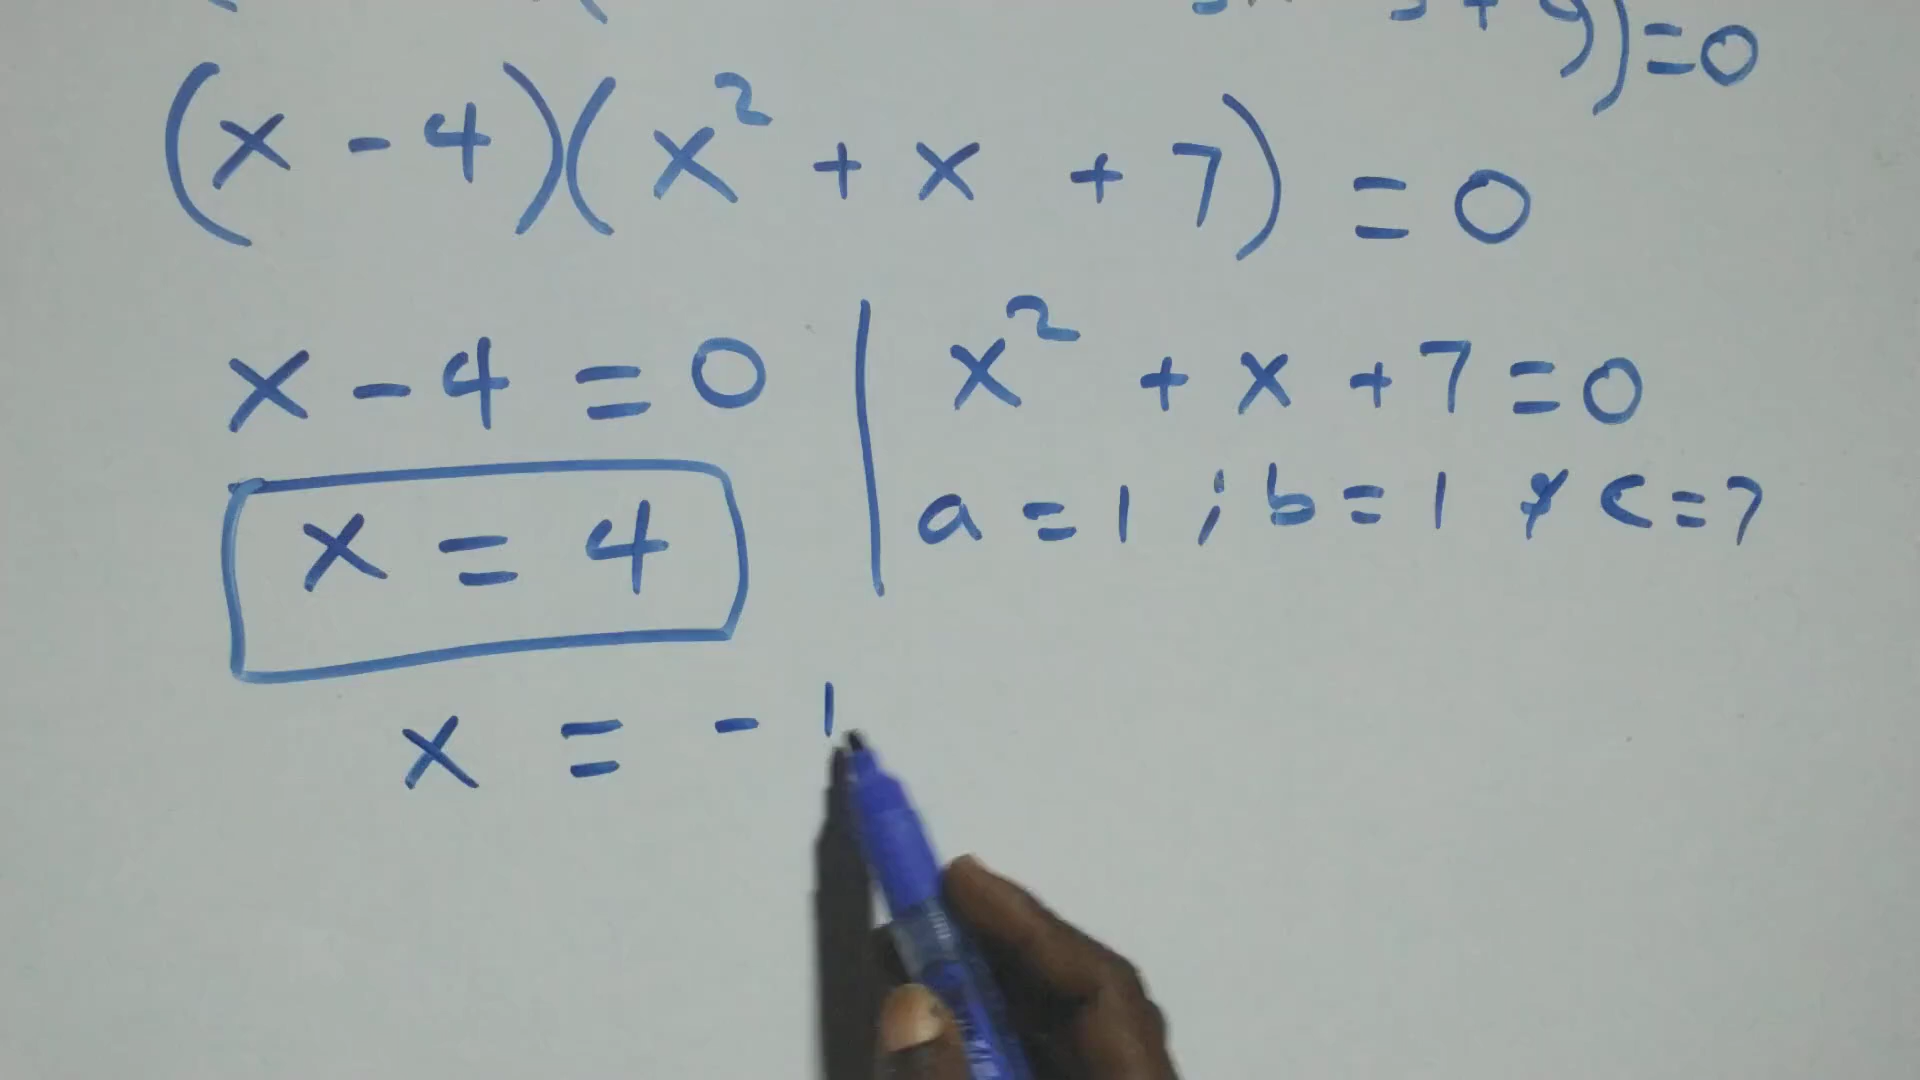 )) = 0
(x - 4)(x² + x + 7) = 0
x - 4 = 0 | x² + x + 7 = 0
x = 4
a = 1 ; b = 1 & c = 7
x = - 1